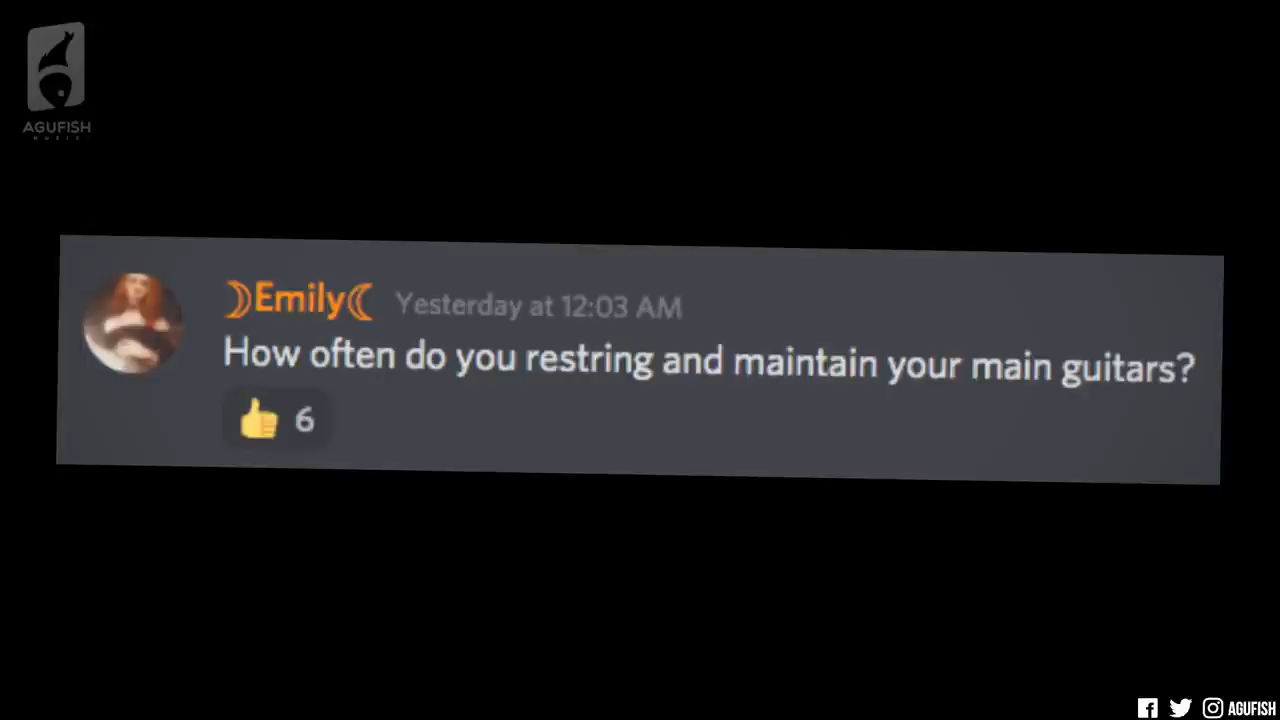 AGUFISH
MUSIC
☽Emily☾ Yesterday at 12:03 AM
How often do you restring and maintain your main guitars?
👍 6
AGUFISH